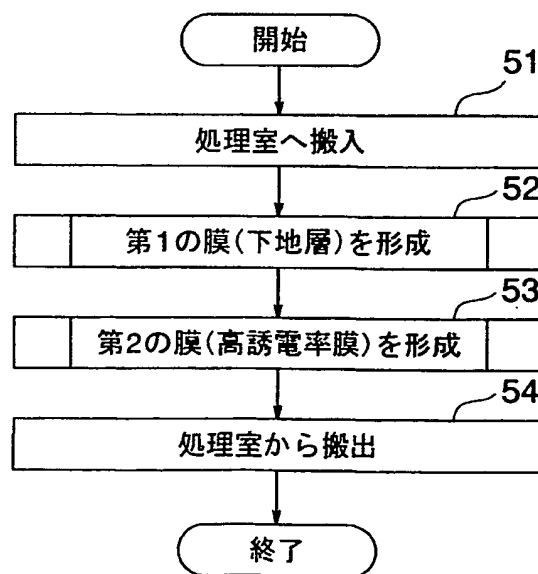 開始
51
処理室へ搬入
52
第1の膜(下地層)を形成
53
第2の膜(高誘電率膜)を形成
54
処理室から搬出
終了